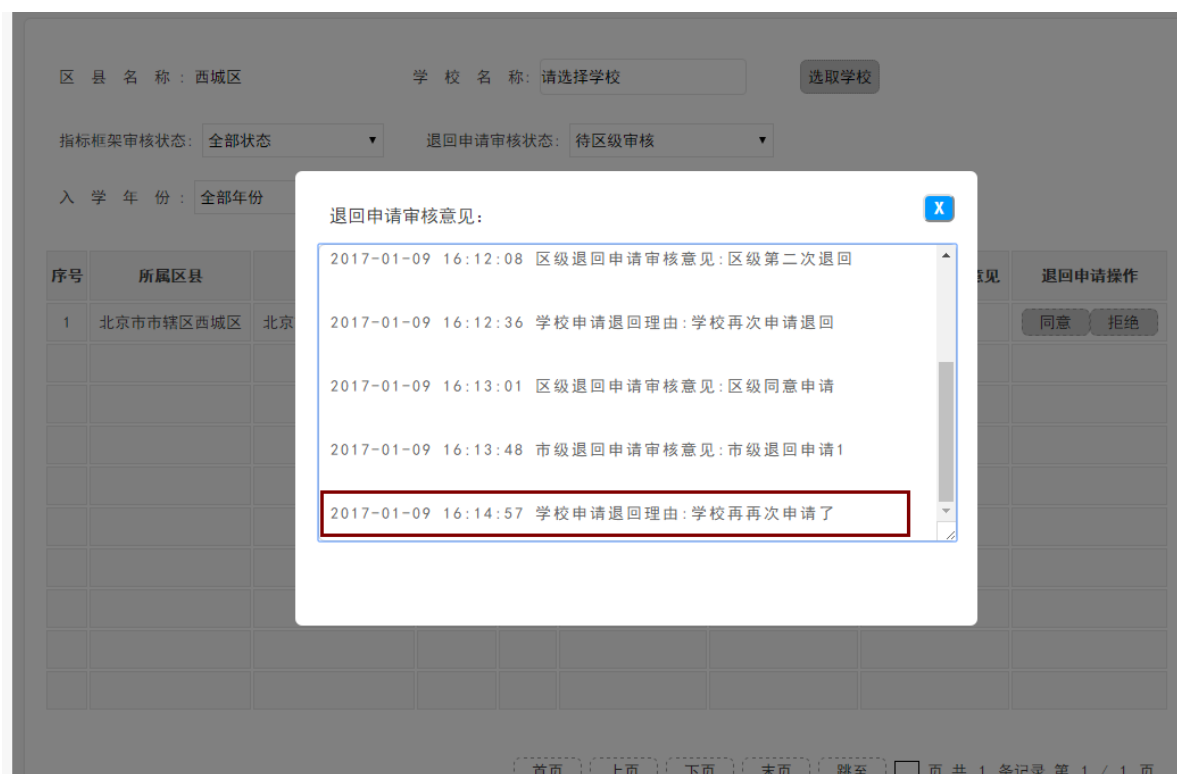 区 县 名 称 : 西城区 学 校 名 称: 请选择学校 选取学校
指标框架审核状态: 全部状态 退回申请审核状态: 待区级审核
入 学 年 份 : 全部年份
退回申请审核意见: X
2017-01-09 16:12:08 区级退回申请审核意见:区级第二次退回
2017-01-09 16:12:36 学校申请退回理由:学校再次申请退回
2017-01-09 16:13:01 区级退回申请审核意见:区级同意申请
2017-01-09 16:13:48 市级退回申请审核意见:市级退回申请1
2017-01-09 16:14:57 学校申请退回理由:学校再再次申请了
序号 所属区县 意见 退回申请操作
1 北京市市辖区西城区 北京 同意 拒绝
首页 上页 下页 末页 跳至 页 共 1 条记录 第 1 / 1 页